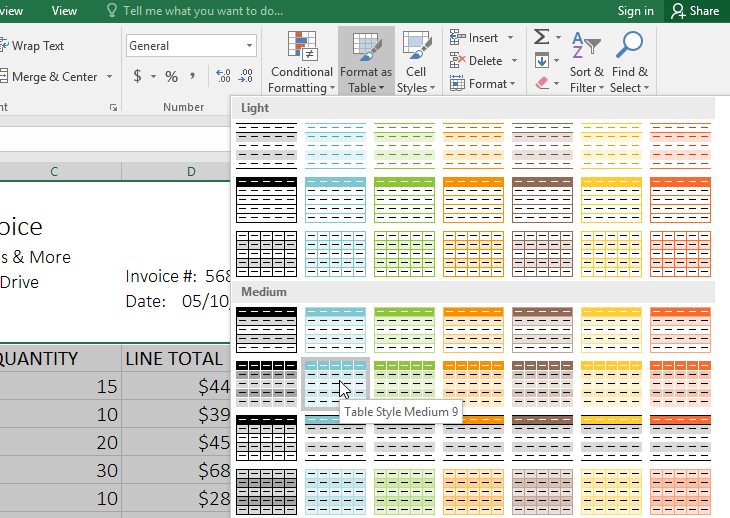 view View Tell me what you want to do... Sign in Share
Wrap Text General Insert
Merge & Center $ % , .00 Conditional Formatting Format as Table Cell Styles Delete Sort & Filter Find & Select
Number Format
Light
C D
oice
s & More
Drive
Invoice #: 568
Date: 05/10/
Medium
QUANTITY LINE TOTAL
15 $44
10 $39
Table Style Medium 9
20 $45
30 $68
10 $28